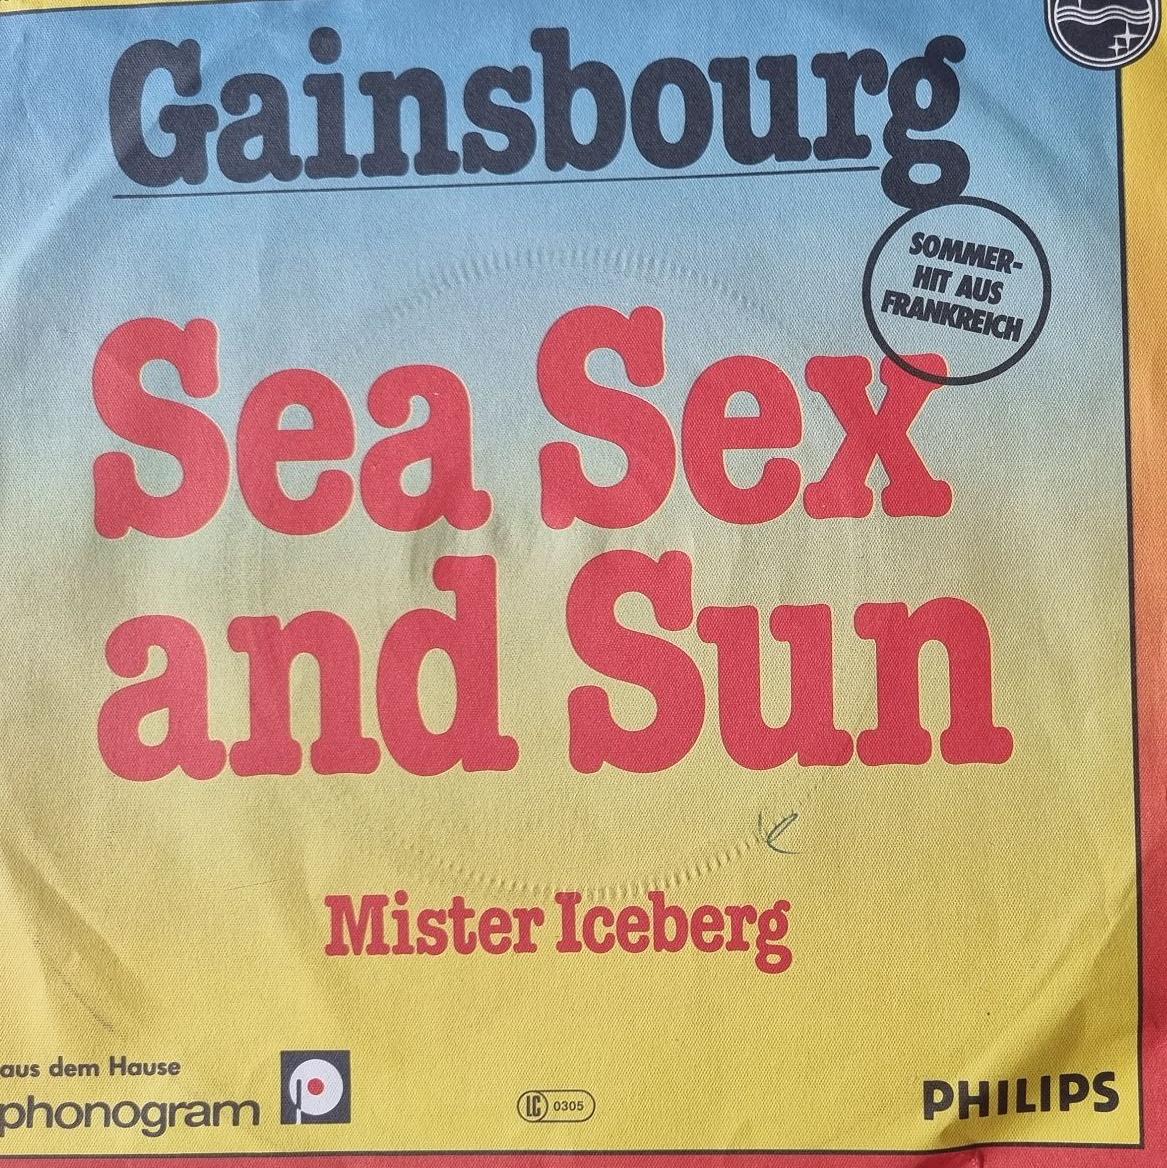 Gainsbourg
SOMMER-
HIT AUS
FRANKREICH
Sea Sex
and Sun
Mister Iceberg
aus dem Hause
phonogram
LC 0305
PHILIPS